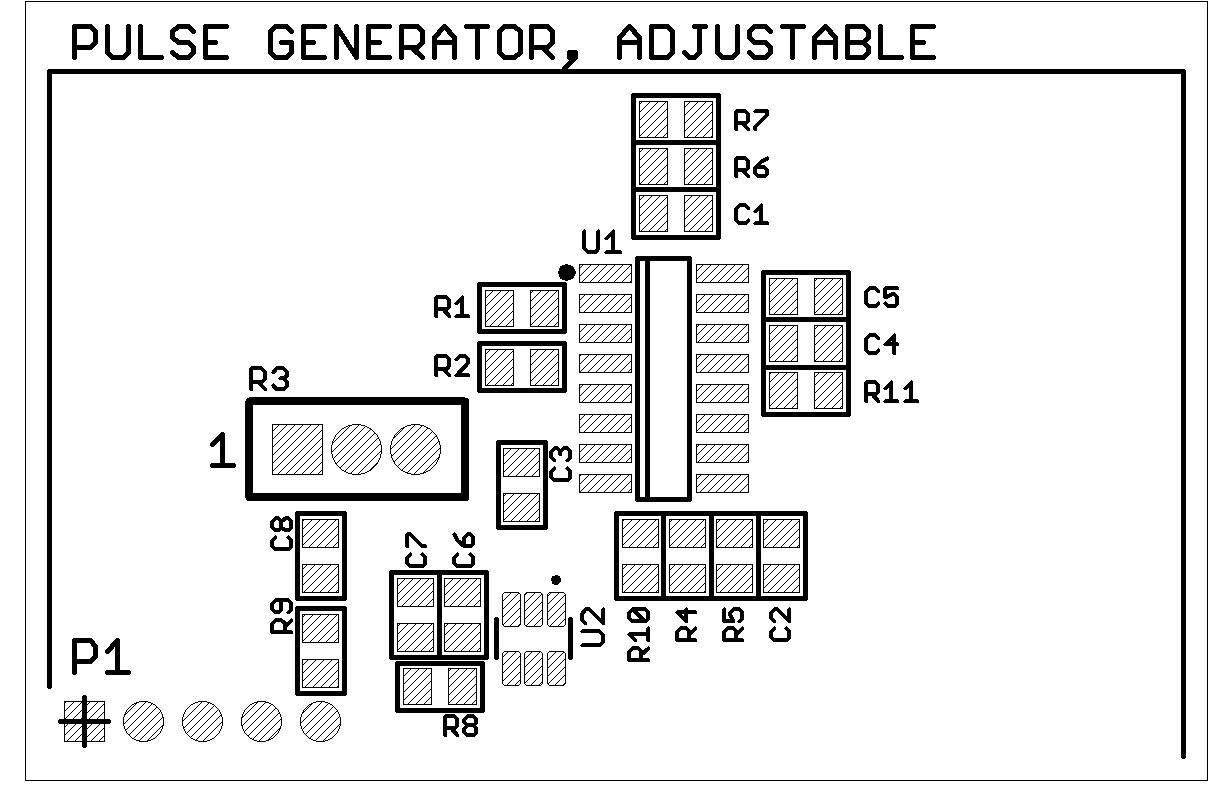 PULSE GENERATOR, ADJUSTABLE
R7
R6
C1
U1
R1
C5
R2
C4
R3
R11
1
C3
C8
C7
C6
R9
U2
R10
R4
R5
C2
P1
R8